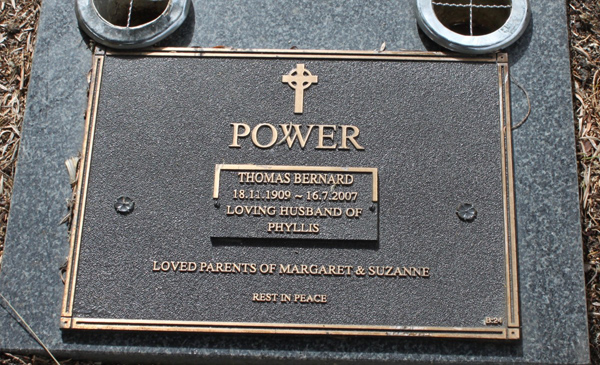 POWER
THOMAS BERNARD
18.11.1909 ~ 16.7.2007
LOVING HUSBAND OF
PHYLLIS
LOVED PARENTS OF MARGARET & SUZANNE
REST IN PEACE